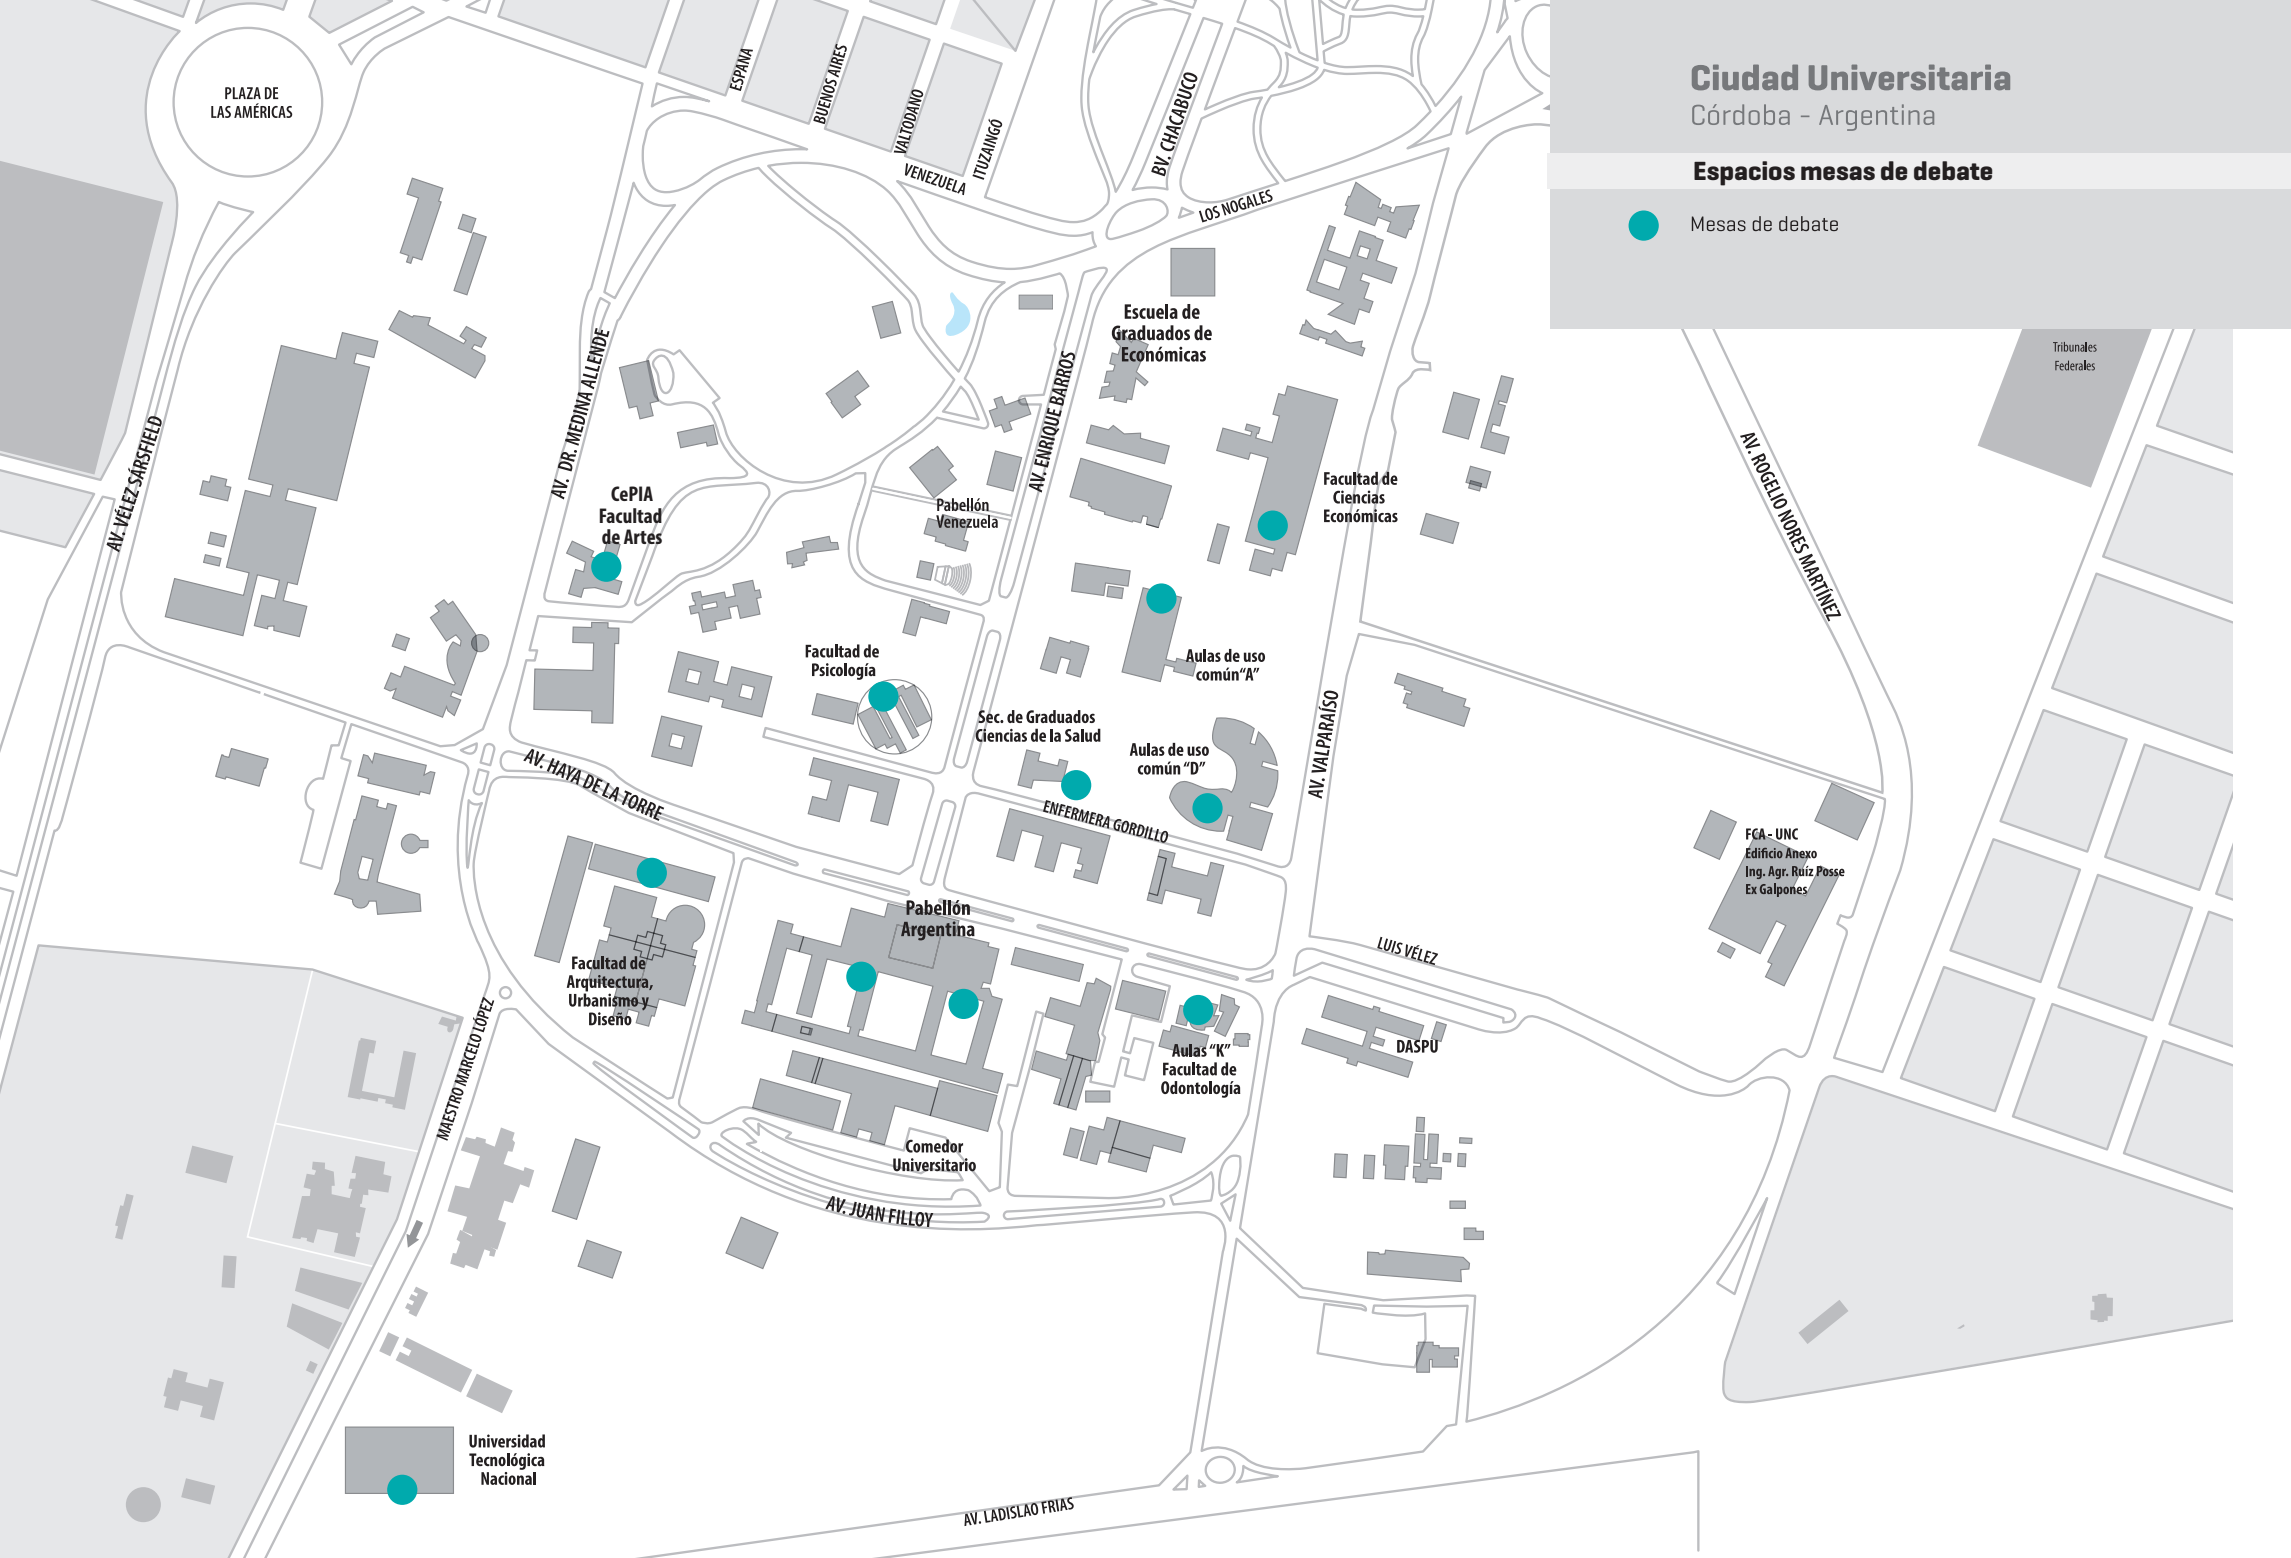 PLAZA DE
LAS AMÉRICAS
ESPANA
BUENOS AIRES
VALTODANO
ITUZAINGÓ
VENEZUELA
BV. CHACABUCO
LOS NOGALES
Ciudad Universitaria
Córdoba - Argentina
Espacios mesas de debate
Mesas de debate
Tribunales
Federales
Escuela de
Graduados de
Económicas
AV. VÉLEZ SÁRSFIELD
AV. DR. MEDINA ALLENDE
AV. ENRIQUE BARROS
AV. ROGELIO NORES MARTÍNEZ
CePIA
Facultad
de Artes
Pabellón
Venezuela
Facultad de
Ciencias
Económicas
Facultad de
Psicología
Aulas de uso
común“A”
Sec. de Graduados
Ciencias de la Salud
Aulas de uso
común “D”
AV. VALPARAÍSO
AV. HAYA DE LA TORRE
ENFERMERA GORDILLO
FCA - UNC
Edificio Anexo
Ing. Agr. Ruíz Posse
Ex Galpones
Pabellón
Argentina
LUIS VÉLEZ
Facultad de
Arquitectura,
Urbanismo y
Diseño
MAESTRO MARCELO LÓPEZ
Aulas “K”
Facultad de
Odontología
DASPU
Comedor
Universitario
AV. JUAN FILLOY
Universidad
Tecnológica
Nacional
AV. LADISLAO FRIAS